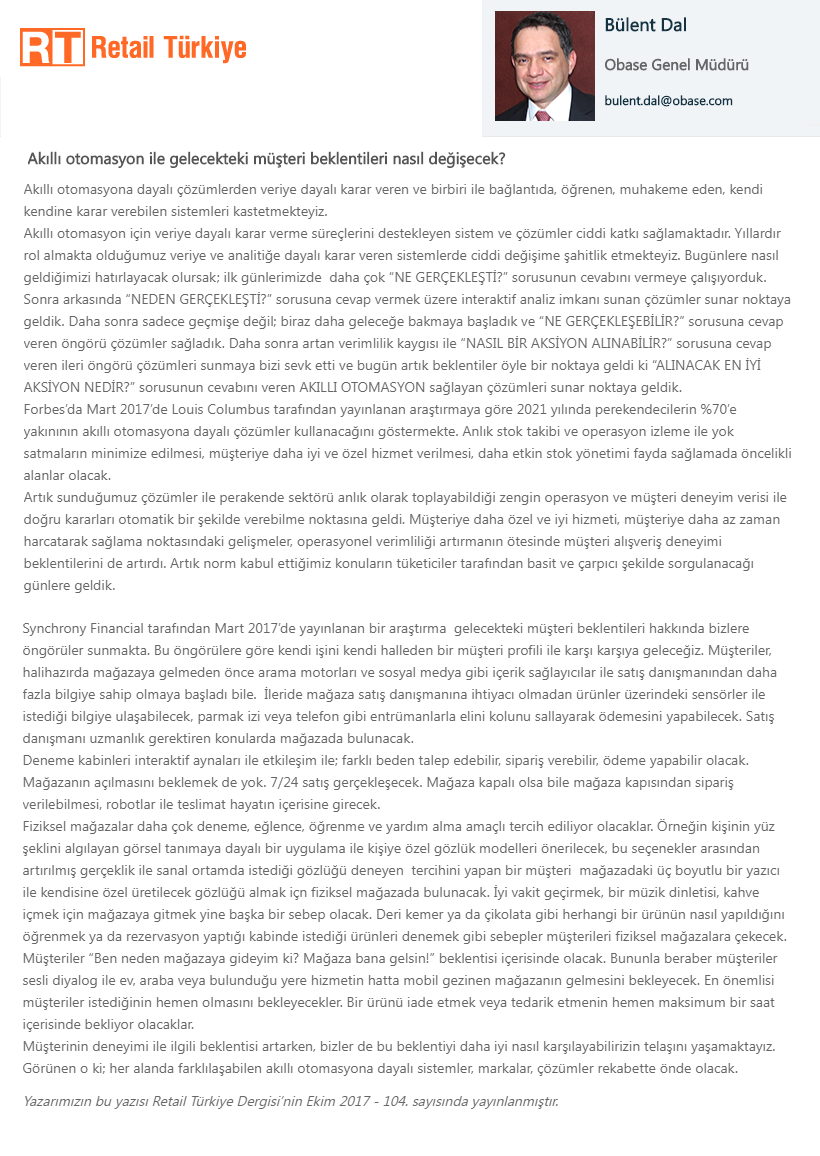 RT Retail Türkiye
Bülent Dal
Obase Genel Müdürü
bulent.dal@obase.com
Akıllı otomasyon ile gelecekteki müşteri beklentileri nasıl değişecek?
Akıllı otomasyona dayalı çözümlerden veriye dayalı karar veren ve birbiri ile bağlantıda, öğrenen, muhakeme eden, kendi
kendine karar verebilen sistemleri kastetmekteyiz.
Akıllı otomasyon için veriye dayalı karar verme süreçlerini destekleyen sistem ve çözümler ciddi katkı sağlamaktadır. Yıllardır
rol almakta olduğumuz veriye ve analitiğe dayalı karar veren sistemlerde ciddi değişime şahitlik etmekteyiz. Bugünlere nasıl
geldiğimizi hatırlayacak olursak; ilk günlerimizde  daha çok “NE GERÇEKLEŞTİ?” sorusunun cevabını vermeye çalışıyorduk.
Sonra arkasında “NEDEN GERÇEKLEŞTİ?” sorusuna cevap vermek üzere interaktif analiz imkanı sunan çözümler sunar noktaya
geldik. Daha sonra sadece geçmişe değil; biraz daha geleceğe bakmaya başladık ve “NE GERÇEKLEŞEBİLİR?” sorusuna cevap
veren öngörü çözümler sağladık. Daha sonra artan verimlilik kaygısı ile “NASIL BİR AKSİYON ALINABİLİR?” sorusuna cevap
veren ileri öngörü çözümleri sunmaya bizi sevk etti ve bugün artık beklentiler öyle bir noktaya geldi ki “ALINACAK EN İYİ
AKSİYON NEDİR?” sorusunun cevabını veren AKILLI OTOMASYON sağlayan çözümleri sunar noktaya geldik.
Forbes’da Mart 2017’de Louis Columbus tarafından yayınlanan araştırmaya göre 2021 yılında perekendecilerin %70’e
yakınının akıllı otomasyona dayalı çözümler kullanacağını göstermekte. Anlık stok takibi ve operasyon izleme ile yok
satmaların minimize edilmesi, müşteriye daha iyi ve özel hizmet verilmesi, daha etkin stok yönetimi fayda sağlamada öncelikli
alanlar olacak.
Artık sunduğumuz çözümler ile perakende sektörü anlık olarak toplayabildiği zengin operasyon ve müşteri deneyim verisi ile
doğru kararları otomatik bir şekilde verebilme noktasına geldi. Müşteriye daha özel ve iyi hizmeti, müşteriye daha az zaman
harcatarak sağlama noktasındaki gelişmeler, operasyonel verimliliği artırmanın ötesinde müşteri alışveriş deneyimi
beklentilerini de artırdı. Artık norm kabul ettiğimiz konuların tüketiciler tarafından basit ve çarpıcı şekilde sorgulanacağı
günlere geldik.
Synchrony Financial tarafından Mart 2017’de yayınlanan bir araştırma  gelecekteki müşteri beklentileri hakkında bizlere
öngörüler sunmakta. Bu öngörülere göre kendi işini kendi halleden bir müşteri profili ile karşı karşıya geleceğiz. Müşteriler,
halihazırda mağazaya gelmeden önce arama motorları ve sosyal medya gibi içerik sağlayıcılar ile satış danışmanından daha
fazla bilgiye sahip olmaya başladı bile.  İleride mağaza satış danışmanına ihtiyacı olmadan ürünler üzerindeki sensörler ile
istediği bilgiye ulaşabilecek, parmak izi veya telefon gibi entrümanlarla elini kolunu sallayarak ödemesini yapabilecek. Satış
danışmanı uzmanlık gerektiren konularda mağazada bulunacak.
Deneme kabinleri interaktif aynaları ile etkileşim ile; farklı beden talep edebilir, sipariş verebilir, ödeme yapabilir olacak.
Mağazanın açılmasını beklemek de yok. 7/24 satış gerçekleşecek. Mağaza kapalı olsa bile mağaza kapısından sipariş
verilebilmesi, robotlar ile teslimat hayatın içerisine girecek.
Fiziksel mağazalar daha çok deneme, eğlence, öğrenme ve yardım alma amaçlı tercih ediliyor olacaklar. Örneğin kişinin yüz
şeklini algılayan görsel tanımaya dayalı bir uygulama ile kişiye özel gözlük modelleri önerilecek, bu seçenekler arasından
artırılmış gerçeklik ile sanal ortamda istediği gözlüğü deneyen  tercihini yapan bir müşteri  mağazadaki üç boyutlu bir yazıcı
ile kendisine özel üretilecek gözlüğü almak içn fiziksel mağazada bulunacak. İyi vakit geçirmek, bir müzik dinletisi, kahve
içmek için mağazaya gitmek yine başka bir sebep olacak. Deri kemer ya da çikolata gibi herhangi bir ürünün nasıl yapıldığını
öğrenmek ya da rezervasyon yaptığı kabinde istediği ürünleri denemek gibi sebepler müşterileri fiziksel mağazalara çekecek.
Müşteriler “Ben neden mağazaya gideyim ki? Mağaza bana gelsin!” beklentisi içerisinde olacak. Bununla beraber müşteriler
sesli diyalog ile ev, araba veya bulunduğu yere hizmetin hatta mobil gezinen mağazanın gelmesini bekleyecek. En önemlisi
müşteriler istediğinin hemen olmasını bekleyecekler. Bir ürünü iade etmek veya tedarik etmenin hemen maksimum bir saat
içerisinde bekliyor olacaklar.
Müşterinin deneyimi ile ilgili beklentisi artarken, bizler de bu beklentiyi daha iyi nasıl karşılayabilirizin telaşını yaşamaktayız.
Görünen o ki; her alanda farklılaşabilen akıllı otomasyona dayalı sistemler, markalar, çözümler rekabette önde olacak.
Yazarımızın bu yazısı Retail Türkiye Dergisi’nin Ekim 2017 - 104. sayısında yayınlanmıştır.